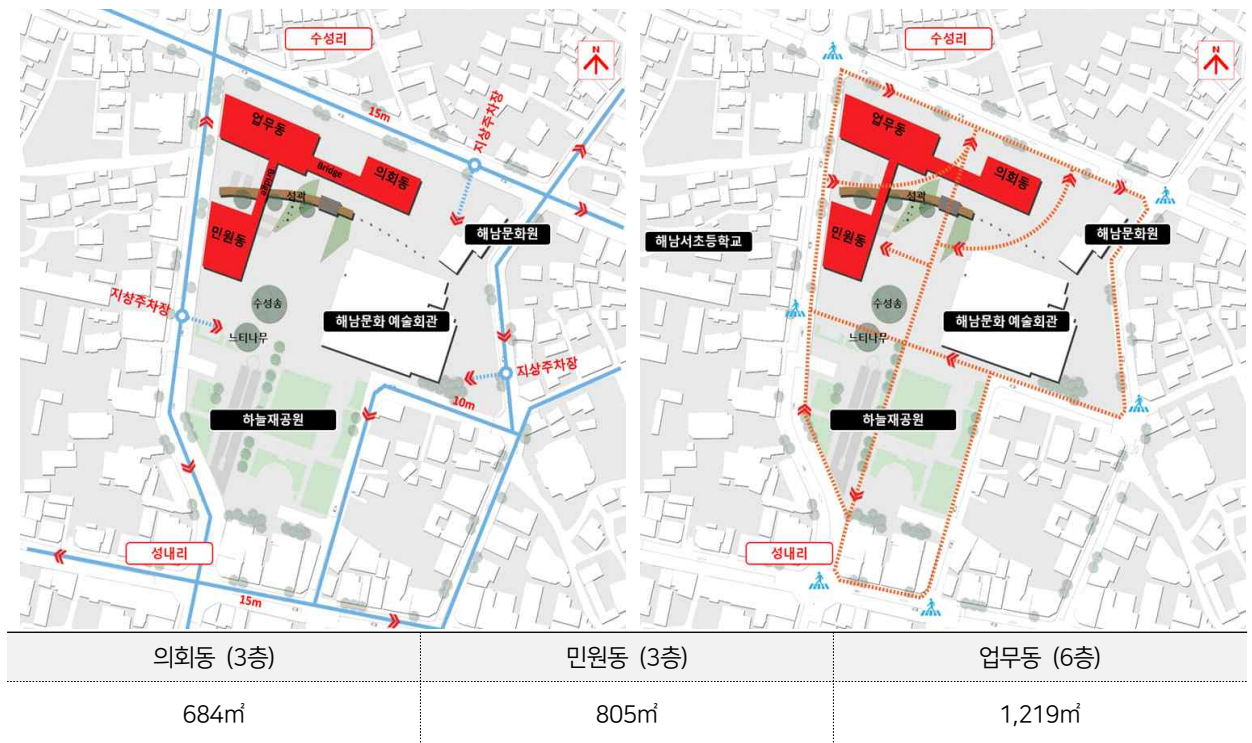 수성리
N
15m
지상주차장
업무동
Bridge
의회동
Bridge
성곽
민원동
해남문화원
지상주차장
수성송
해남문화 예술회관
느티나무
지상주차장
10m
하늘재공원
성내리
15m
수성리
N
업무동
의회동
성곽
해남서초등학교
민원동
해남문화원
수성송
해남문화 예술회관
느티나무
하늘재공원
성내리
의회동 (3층) 민원동 (3층) 업무동 (6층)
684㎡ 805㎡ 1,219㎡